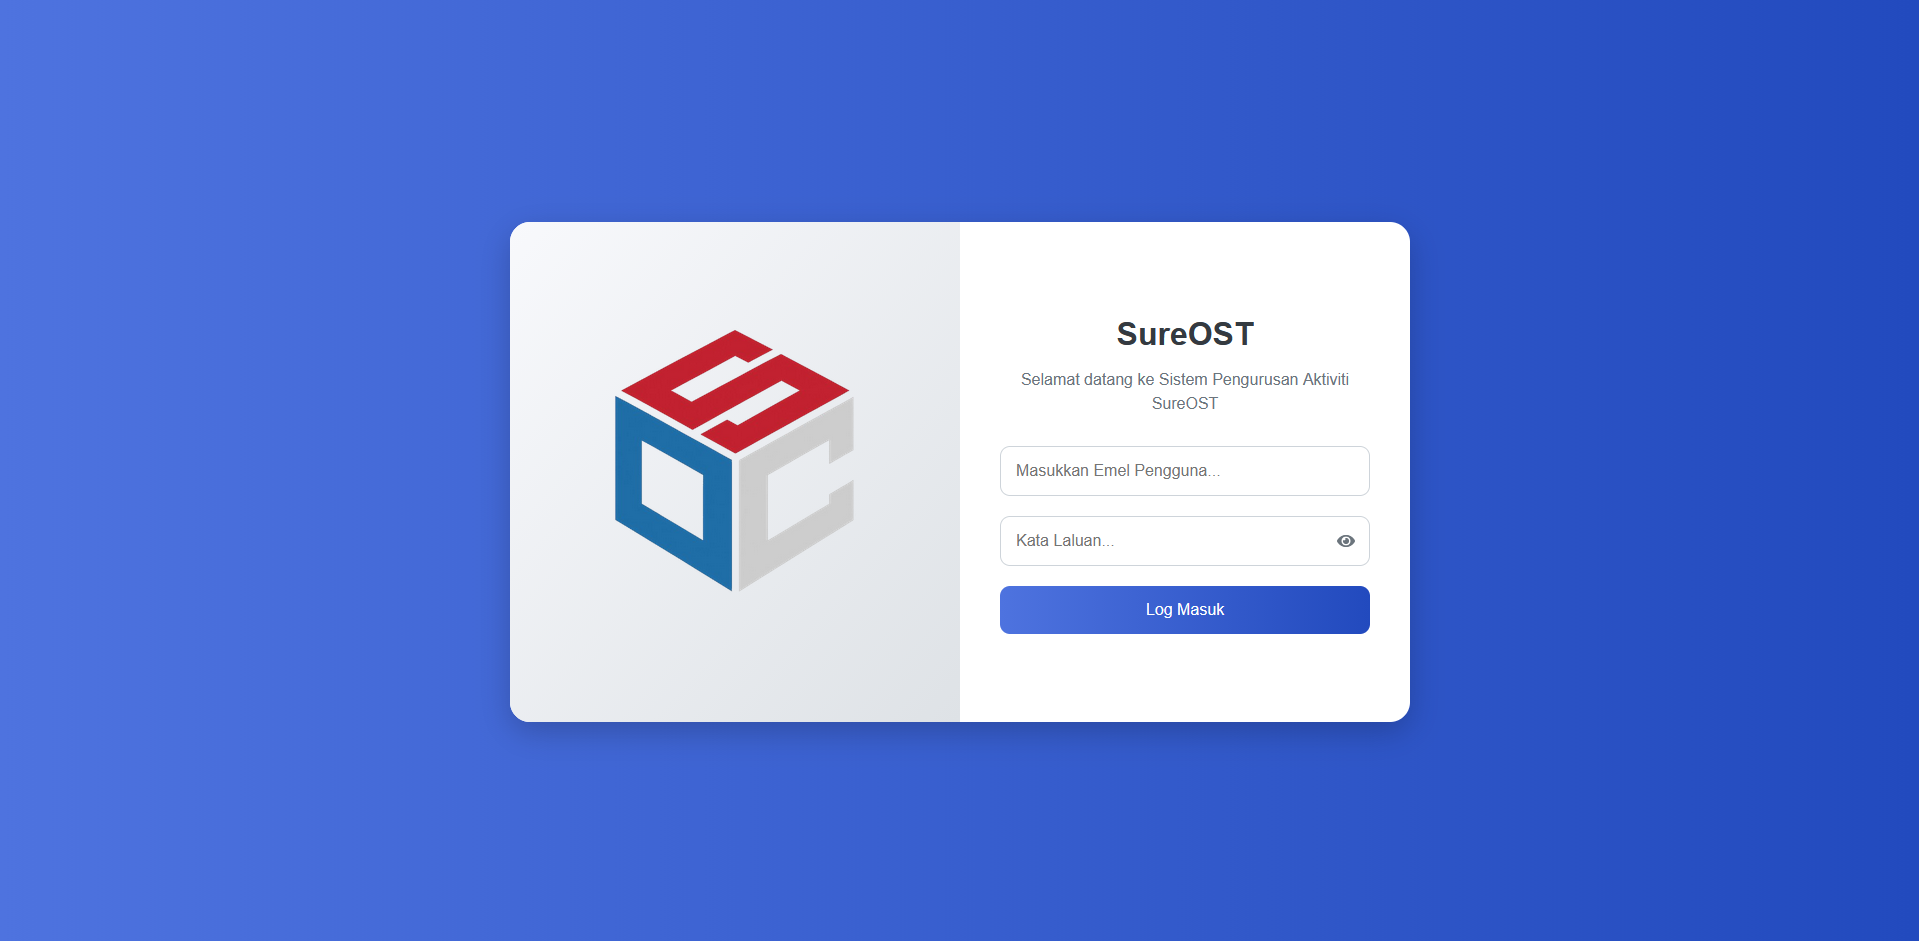 SureOST
Selamat datang ke Sistem Pengurusan Aktiviti
SureOST
Masukkan Emel Pengguna...
Kata Laluan...
Log Masuk